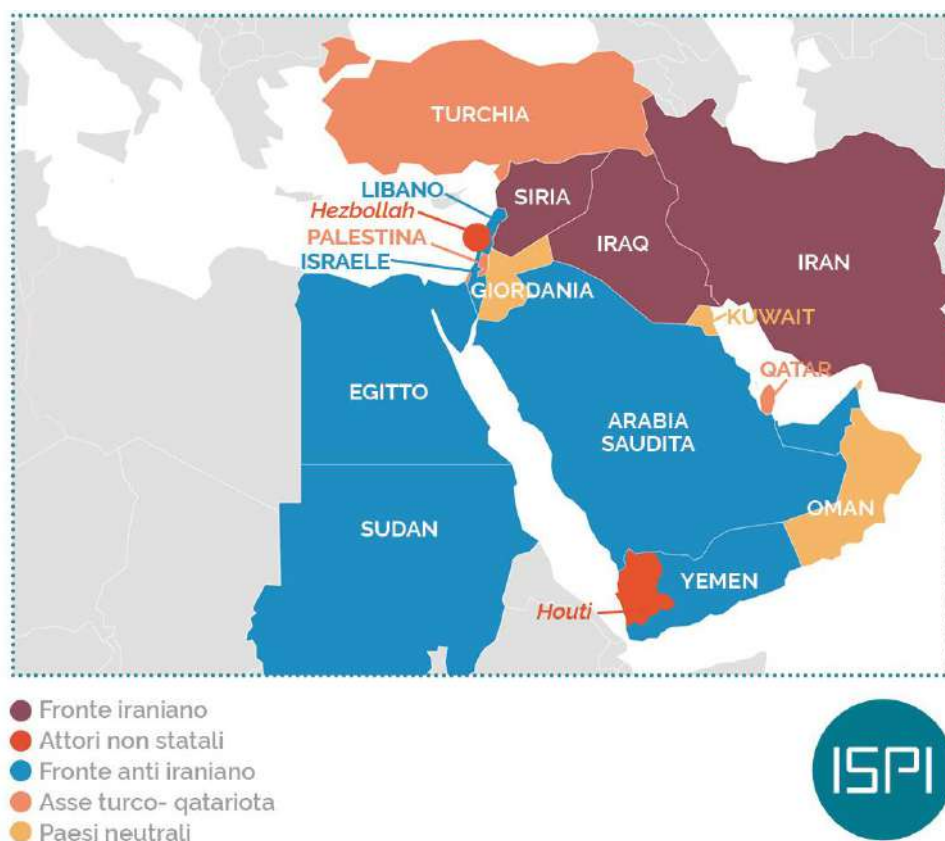 TURCHIA
LIBANO
Hezbollah
SIRIA
PALESTINA
IRAQ
ISRAELE
IRAN
GIORDANIA
KUWAIT
QATAR
EGITTO
ARABIA
SAUDITA
OMAN
SUDAN
YEMEN
Houti
Fronte iraniano
Attori non statali
Fronte anti iraniano
Asse turco- qatariota
Paesi neutrali
ISPI